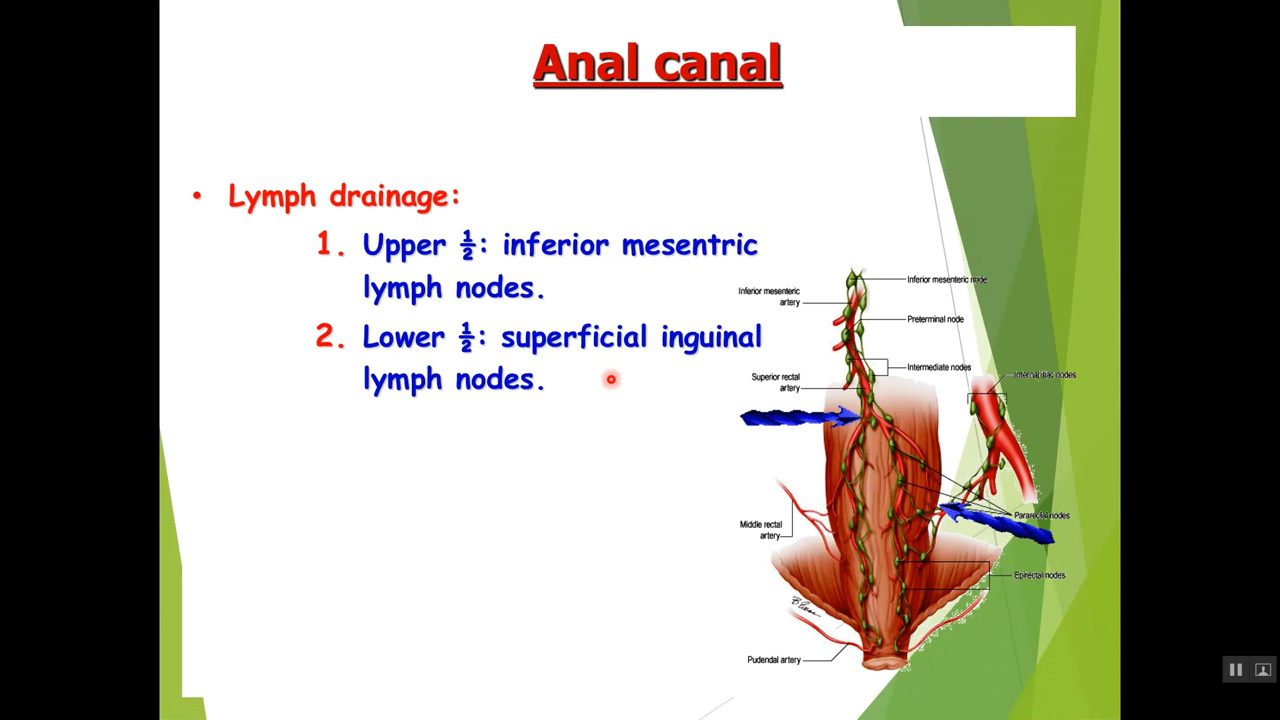 Anal canal
• Lymph drainage:
1. Upper ½: inferior mesentric
lymph nodes.
2. Lower ½: superficial inguinal
lymph nodes.
Inferior mesenteric node
Inferior mesenteric
artery
Preterminal node
Intermediate nodes
Superior rectal
artery
Internal iliac nodes
Pararectal nodes
Middle rectal
artery
Epirectal nodes
Pudendal artery